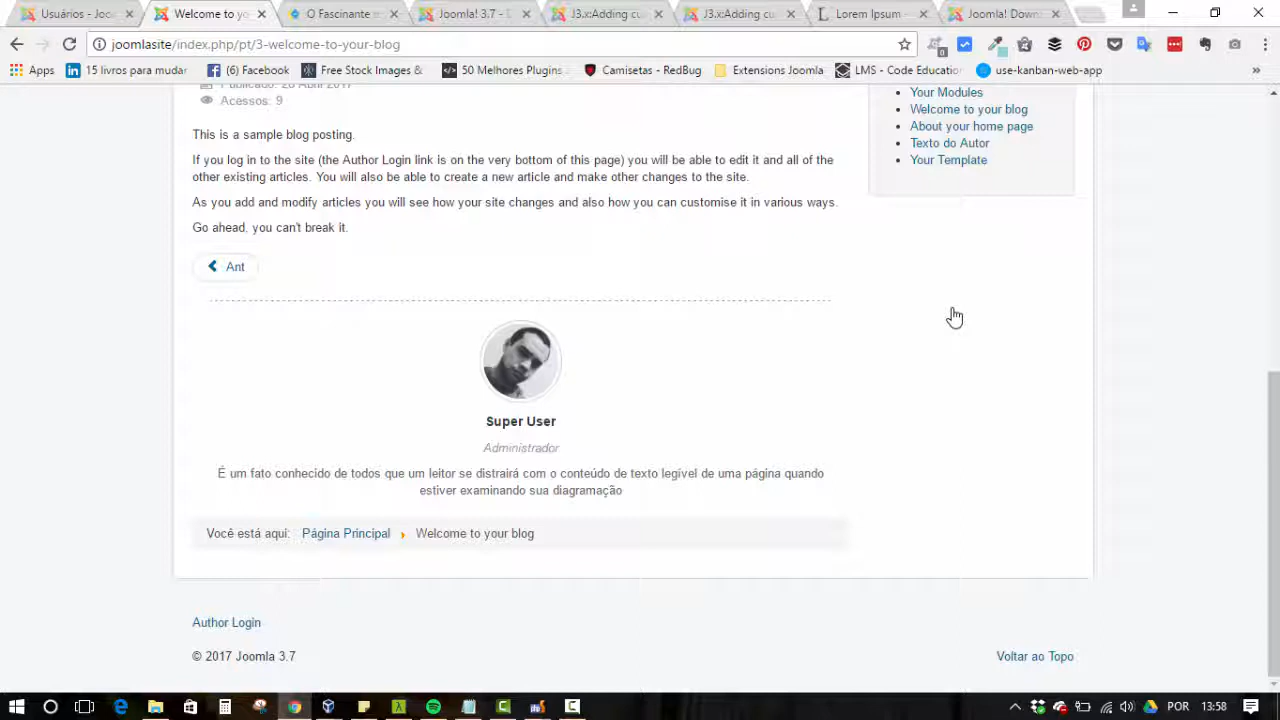 Usuários - Joo
Welcome to yo
O Fascinante
Joomla! 3.7 -
J3.x:Adding cu
J3.x:Adding cu
Lorem Ipsum
Joomla! Down
joomlasite/index.php/pt/3-welcome-to-your-blog
0
Apps
15 livros para mudar
(6) Facebook
Free Stock Images &
50 Melhores Plugins
Camisetas - RedBug
Extensions Joomla
LMS - Code Educatio
use-kanban-web-app
»
Publicado: 26 Abril 2017
Acessos: 9
This is a sample blog posting.
If you log in to the site (the Author Login link is on the very bottom of this page) you will be able to edit it and all of the
other existing articles. You will also be able to create a new article and make other changes to the site.
As you add and modify articles you will see how your site changes and also how you can customise it in various ways.
Go ahead, you can't break it.
Ant
Your Modules
Welcome to your blog
About your home page
Texto do Autor
Your Template
Super User
Administrador
É um fato conhecido de todos que um leitor se distrairá com o conteúdo de texto legível de uma página quando
estiver examinando sua diagramação
Você está aqui: Página Principal Welcome to your blog
Author Login
© 2017 Joomla 3.7
Voltar ao Topo
POR
13:58